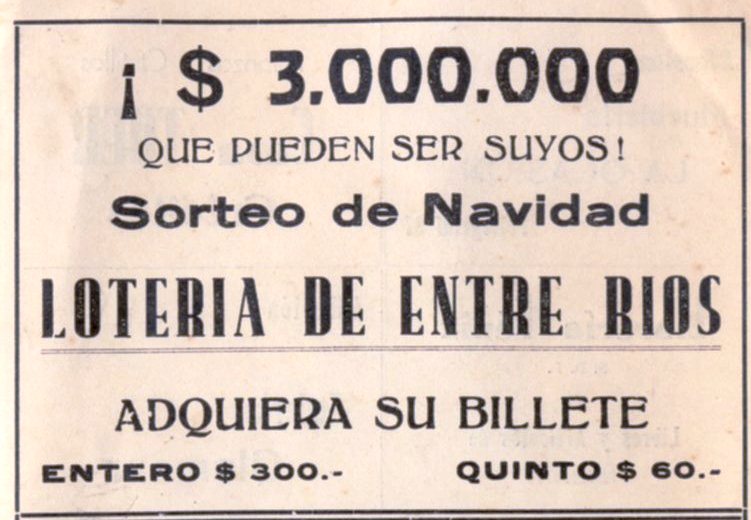 ¡ $ 3.000.000
QUE PUEDEN SER SUYOS!
Sorteo de Navidad
LOTERIA DE ENTRE RIOS
ADQUIERA SU BILLETE
ENTERO $ 300.- QUINTO $ 60.-